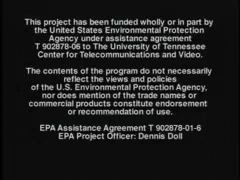 This project has been funded wholly or in part by
the United States Environmental Protection
Agency under assistance agreement
T 902878-06 to The University of Tennessee
Center for Telecommunications and Video.
The contents of the program do not necessarily
reflect the views and policies
of the U.S. Environmental Protection Agency,
nor does mention of the trade names or
commercial products constitute endorsement
or recommendation of use.
EPA Assistance Agreement T 902878-01-6
EPA Project Officer: Dennis Doll